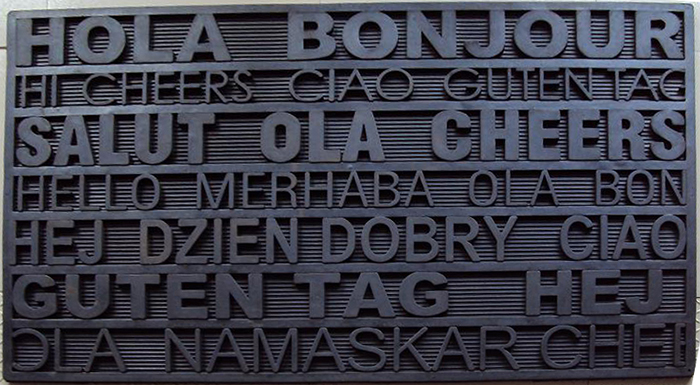 HOLA BONJOUR
HI CHEERS CIAO GUTEN TAG
SALUT OLA CHEERS
HELLO MERHABA OLA BON
HEJ DZIEN DOBRY CIAO
GUTEN TAG HEJ
OLA NAMASKAR CHE